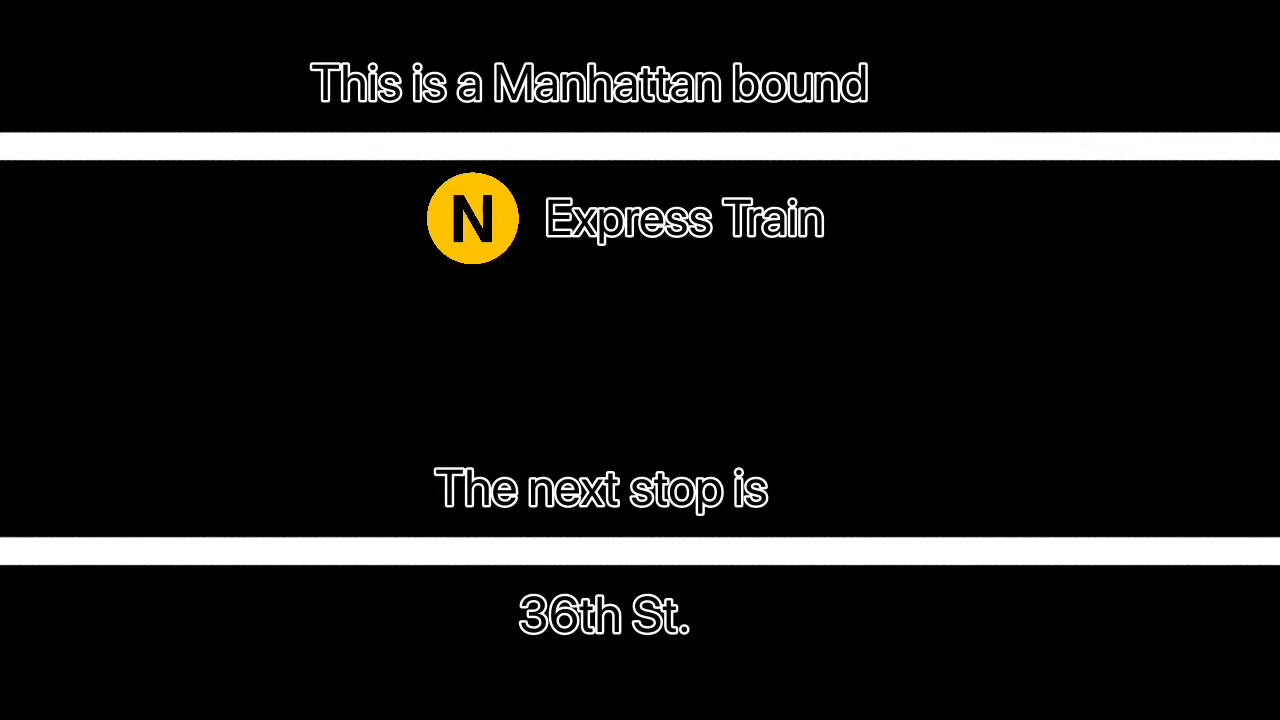 This is a Manhattan bound
N Express Train
The next stop is
36th St.